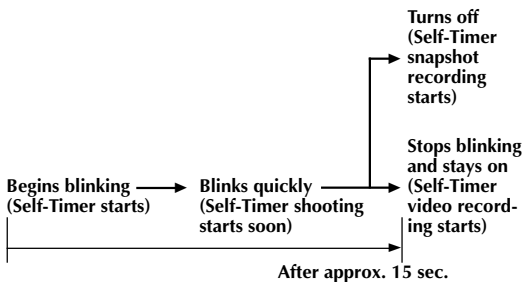 Turns off
(Self-Timer
snapshot
recording
starts)
Stops blinking
and stays on
(Self-Timer
video record-
ing starts)
Begins blinking
(Self-Timer starts)
Blinks quickly
(Self-Timer shooting
starts soon)
After approx. 15 sec.